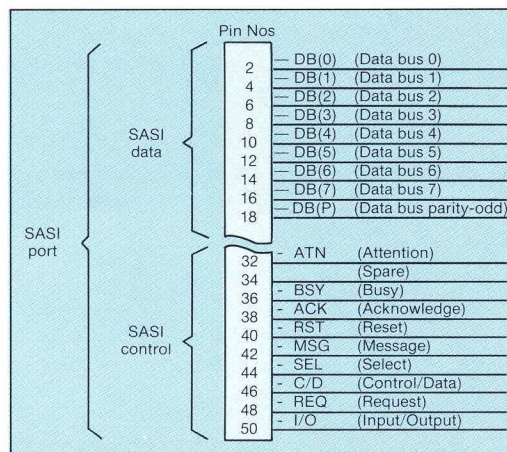 Pin Nos
2 — DB(0) (Data bus 0)
4 — DB(1) (Data bus 1)
6 — DB(2) (Data bus 2)
8 — DB(3) (Data bus 3)
10 — DB(4) (Data bus 4)
12 — DB(5) (Data bus 5)
14 — DB(6) (Data bus 6)
16 — DB(7) (Data bus 7)
18 — DB(P) (Data bus parity-odd)
SASI
data
SASI
port
32 - ATN (Attention)
34 (Spare)
36 - BSY (Busy)
38 - ACK (Acknowledge)
40 - RST (Reset)
42 - MSG (Message)
44 - SEL (Select)
46 - C/D (Control/Data)
48 - REQ (Request)
50 - I/O (Input/Output)
SASI
control